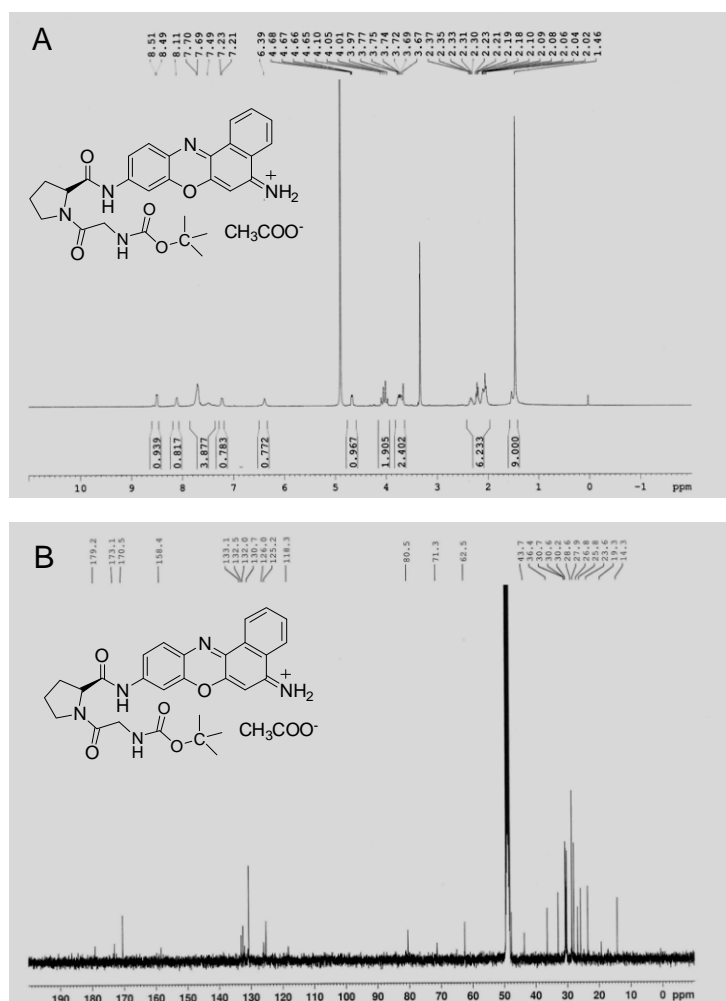 A
8.51 8.49 8.11 7.70 7.69 7.49 7.23 7.21 6.39 4.68 4.67 4.66 4.65 4.10 4.05 4.01 3.97 3.77 3.75 3.74 3.72 3.69 3.67 2.37 2.35 2.33 2.31 2.30 2.23 2.21 2.19 2.18 2.10 2.09 2.08 2.06 2.04 2.02 1.46
N
O
O
+
NH2
N
H
N
O
O
N
H
O
C
CH3COO-
0.939 0.817 3.877 0.783 0.772 0.967 1.905 2.402 6.233 9.000
10 9 8 7 6 5 4 3 2 1 0 -1 ppm
B
179.2 173.1 170.5 158.4 133.1 132.5 132.0 130.7 126.0 125.2 118.3 80.5 71.3 62.5 43.7 36.4 30.7 30.6 30.2 28.6 27.9 26.8 25.8 23.6 19.3 14.3
N
O
O
+
NH2
N
H
N
O
O
N
H
O
C
CH3COO-
190 180 170 160 150 140 130 120 110 100 90 80 70 60 50 40 30 20 10 0 ppm